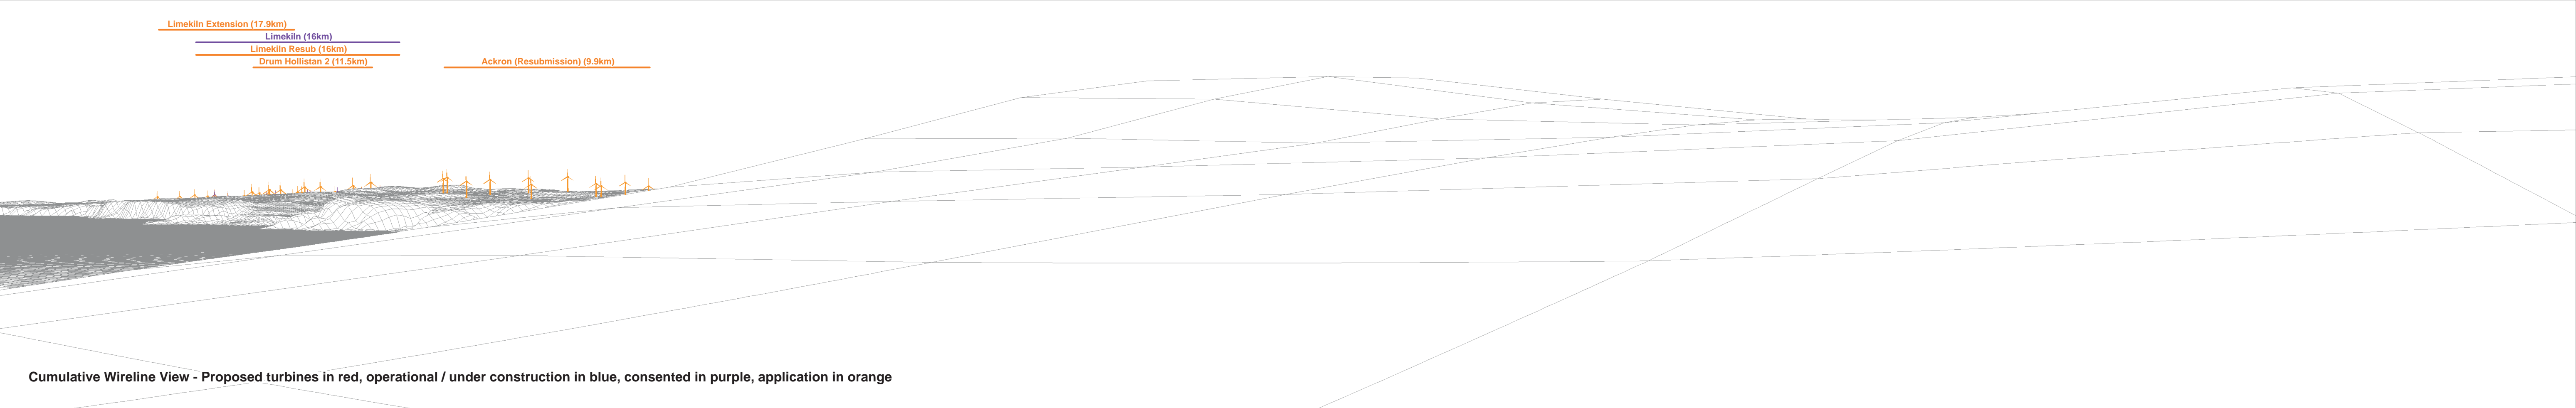 Limekiln Extension (17.9km)
Limekiln (16km)
Limekiln Resub (16km)
Drum Hollistan 2 (11.5km)
Ackron (Resubmission) (9.9km)
Cumulative Wireline View - Proposed turbines in red, operational / under construction in blue, consented in purple, application in orange